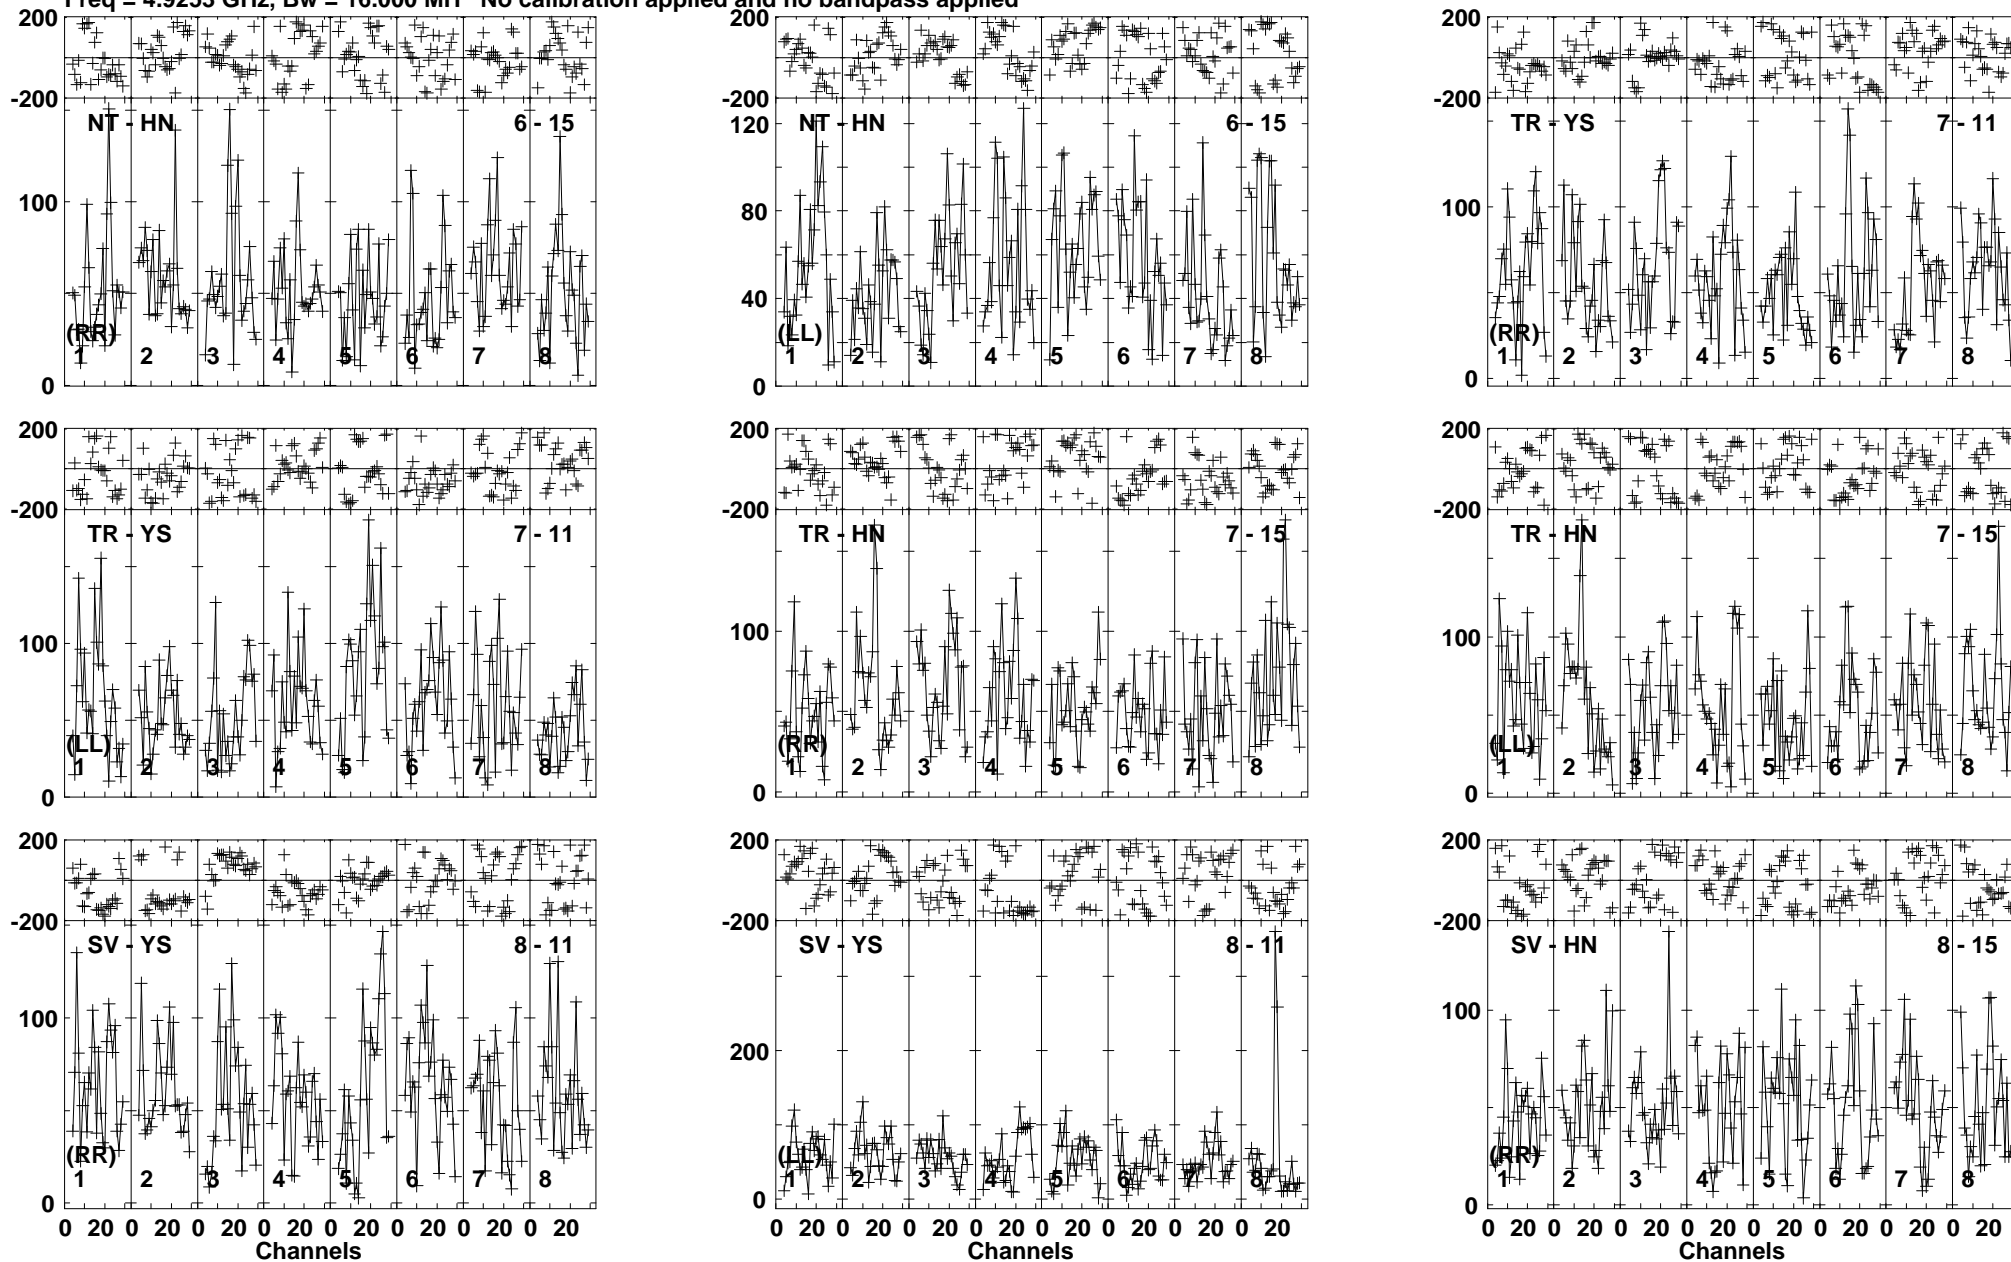 Freq = 4.9255 GHz, Bw = 16.000 MH No calibration applied and no bandpass applied
200
-200
NT - HN 6 - 15
100
0
(RR)
1 2 3 4 5 6 7 8
200
-200
NT - HN 6 - 15
120
80
40
0
(LL)
1 2 3 4 5 6 7 8
200
-200
TR - YS 7 - 11
100
0
(RR)
1 2 3 4 5 6 7 8
200
-200
TR - YS 7 - 11
100
0
(LL)
1 2 3 4 5 6 7 8
200
-200
TR - HN 7 - 15
100
0
(RR)
1 2 3 4 5 6 7 8
200
-200
TR - HN 7 - 15
100
0
(LL)
1 2 3 4 5 6 7 8
200
-200
SV - YS 8 - 11
100
0
(RR)
1 2 3 4 5 6 7 8
0 20 0 20 0 20 0 20 0 20 0 20 0 20 0 20
Channels
200
-200
SV - YS 8 - 11
200
0
(LL)
1 2 3 4 5 6 7 8
0 20 0 20 0 20 0 20 0 20 0 20 0 20 0 20
Channels
200
-200
SV - HN 8 - 15
100
0
(RR)
1 2 3 4 5 6 7 8
0 20 0 20 0 20 0 20 0 20 0 20 0 20 0 20
Channels